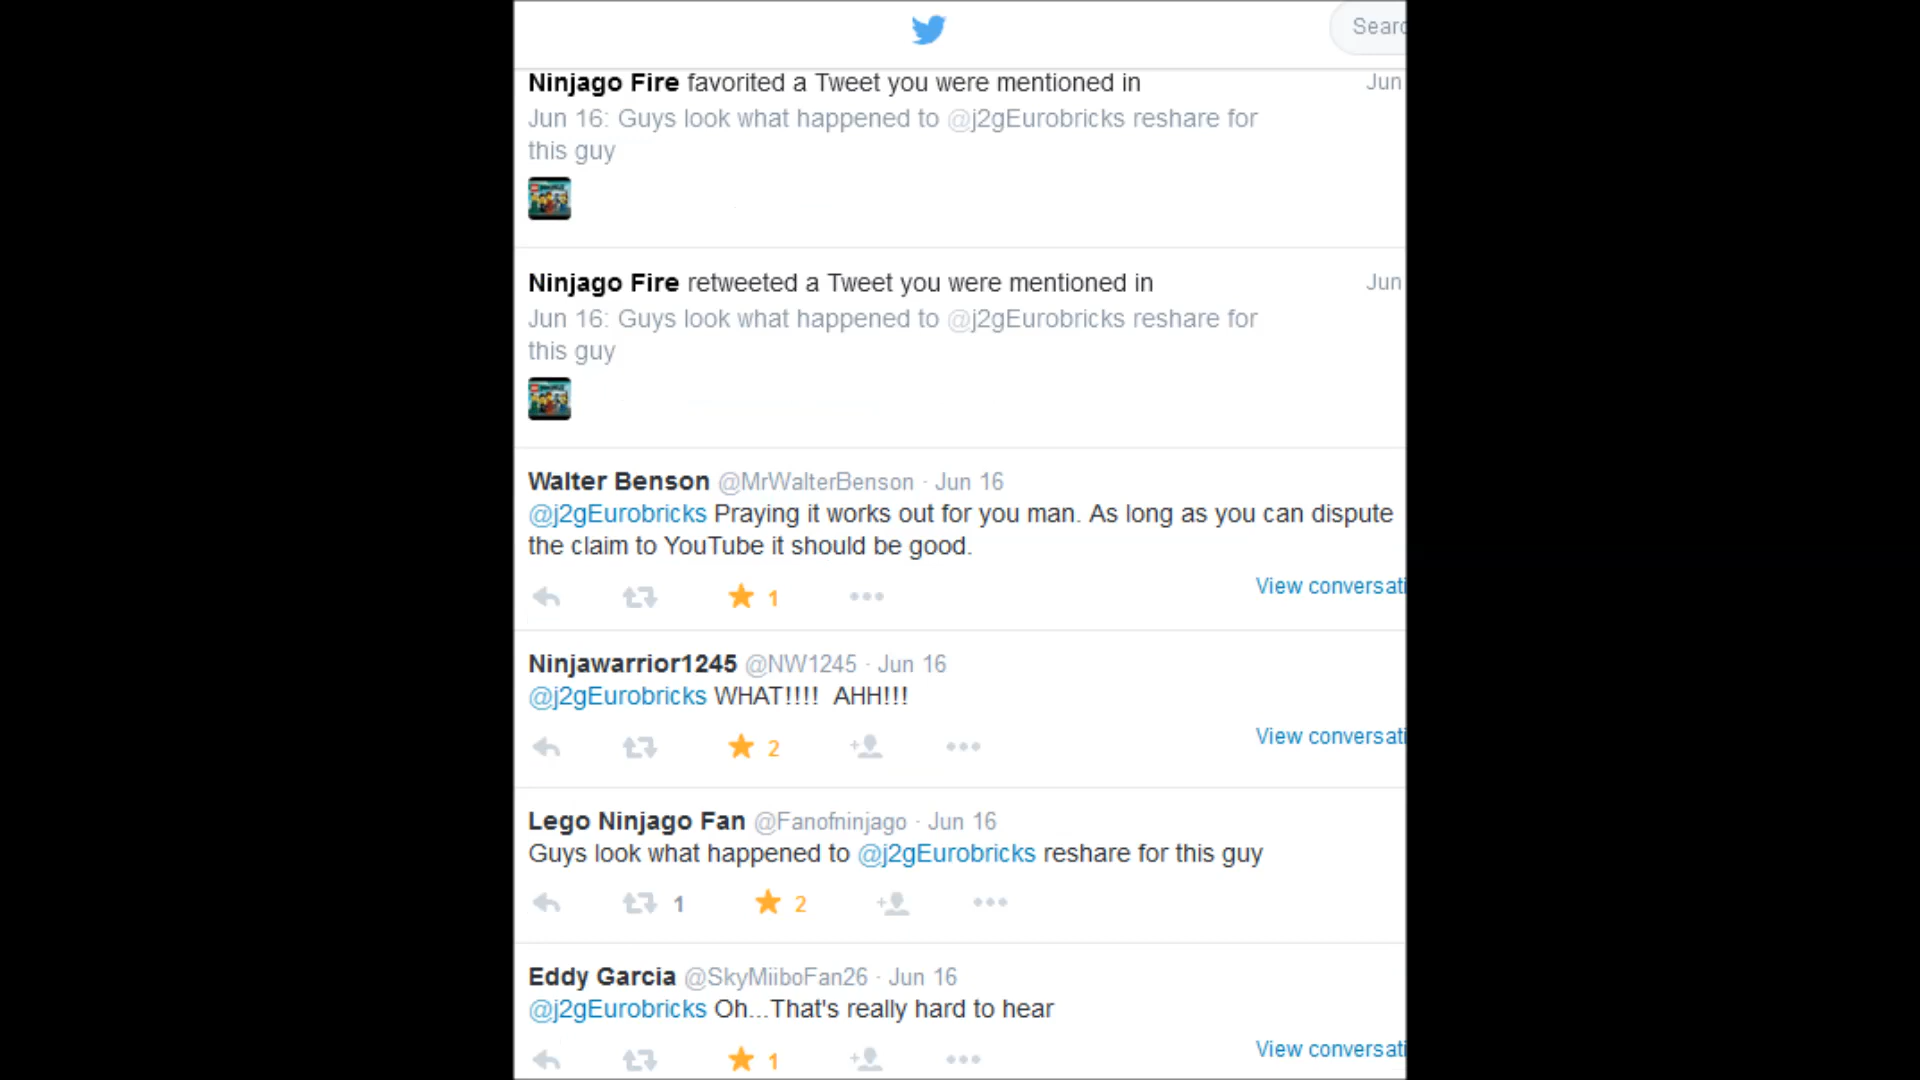 Searc
Ninjago Fire favorited a Tweet you were mentioned in Jun
Jun 16: Guys look what happened to @j2gEurobricks reshare for
this guy
Ninjago Fire retweeted a Tweet you were mentioned in Jun
Jun 16: Guys look what happened to @j2gEurobricks reshare for
this guy
Walter Benson @MrWalterBenson · Jun 16
@j2gEurobricks Praying it works out for you man. As long as you can dispute
the claim to YouTube it should be good.
1 View conversati
Ninjawarrior1245 @NW1245 · Jun 16
@j2gEurobricks WHAT!!!!  AHH!!!
2 View conversati
Lego Ninjago Fan @Fanofninjago · Jun 16
Guys look what happened to @j2gEurobricks reshare for this guy
1 2
Eddy Garcia @SkyMiiboFan26 · Jun 16
@j2gEurobricks Oh...That's really hard to hear
1 View conversati